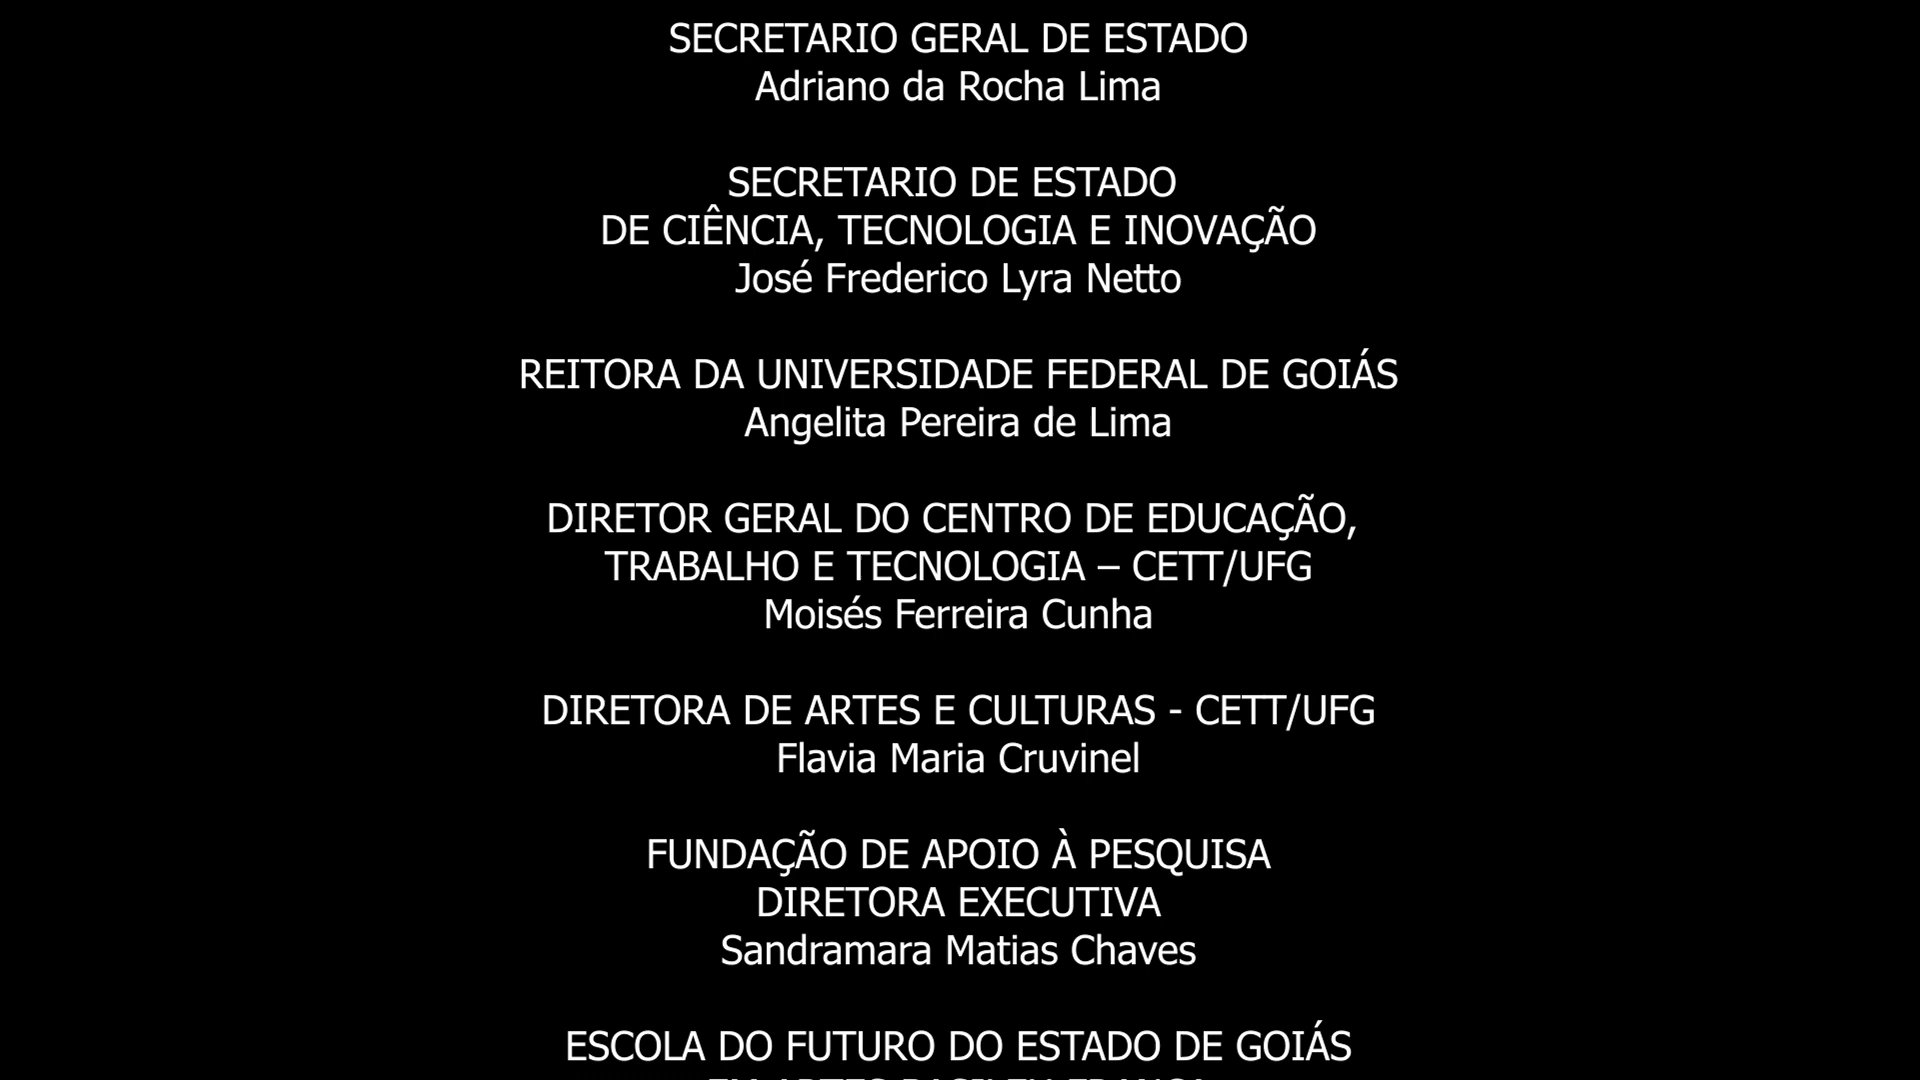 SECRETARIO GERAL DE ESTADO
Adriano da Rocha Lima
SECRETARIO DE ESTADO
DE CIÊNCIA, TECNOLOGIA E INOVAÇÃO
José Frederico Lyra Netto
REITORA DA UNIVERSIDADE FEDERAL DE GOIÁS
Angelita Pereira de Lima
DIRETOR GERAL DO CENTRO DE EDUCAÇÃO,
TRABALHO E TECNOLOGIA – CETT/UFG
Moisés Ferreira Cunha
DIRETORA DE ARTES E CULTURAS - CETT/UFG
Flavia Maria Cruvinel
FUNDAÇÃO DE APOIO À PESQUISA
DIRETORA EXECUTIVA
Sandramara Matias Chaves
ESCOLA DO FUTURO DO ESTADO DE GOIÁS